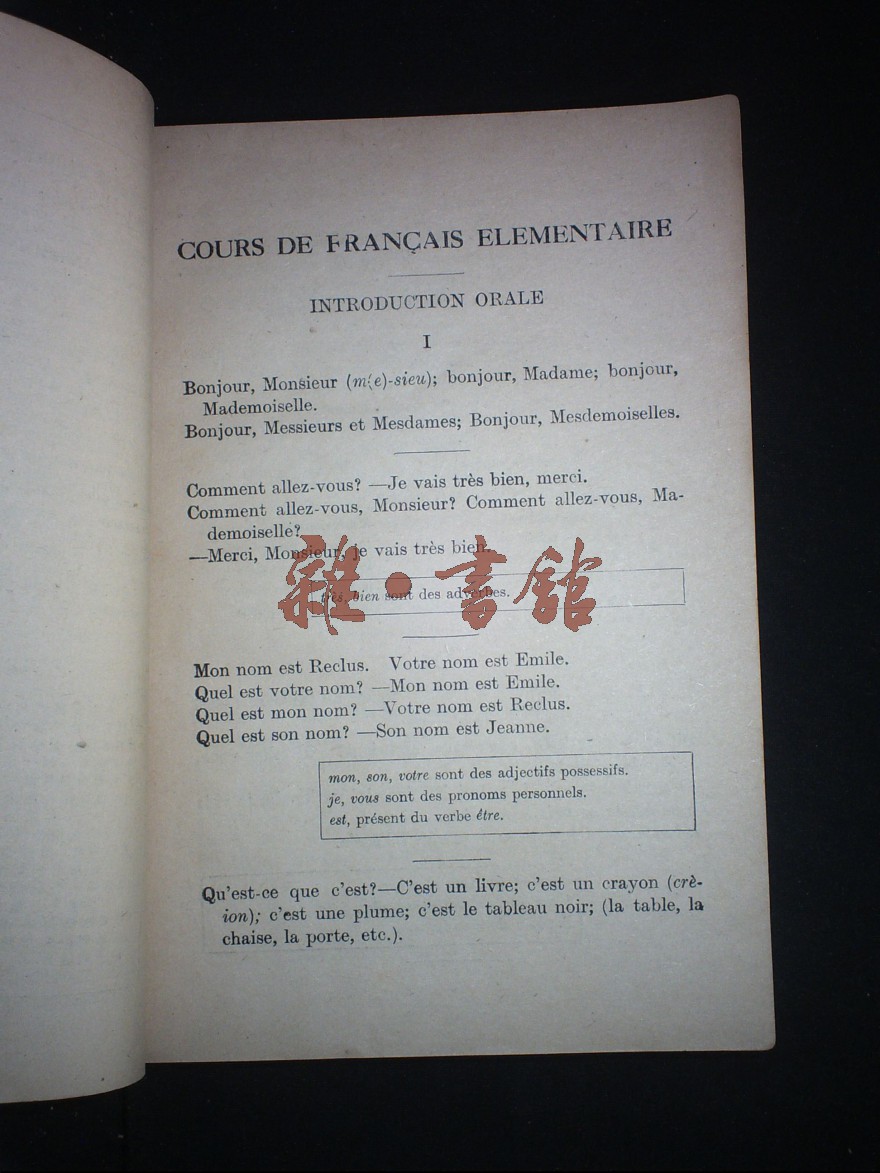 COURS DE FRANÇAIS ELEMENTAIRE
INTRODUCTION ORALE
I
Bonjour, Monsieur (m(e)-sieu); bonjour, Madame; bonjour,
Mademoiselle.
Bonjour, Messieurs et Mesdames; Bonjour, Mesdemoiselles.
Comment allez-vous? —Je vais très bien, merci.
Comment allez-vous, Monsieur? Comment allez-vous, Ma-
demoiselle?
—Merci, Monsieur, je vais très bien.
雜·書館
très, bien sont des adverbes.
Mon nom est Reclus. Votre nom est Emile.
Quel est votre nom? —Mon nom est Emile.
Quel est mon nom? —Votre nom est Reclus.
Quel est son nom? —Son nom est Jeanne.
mon, son, votre sont des adjectifs possessifs.
je, vous sont des pronoms personnels.
est, présent du verbe être.
Qu'est-ce que c'est?—C'est un livre; c'est un crayon (crè-
ion); c'est une plume; c'est le tableau noir; (la table, la
chaise, la porte, etc.).